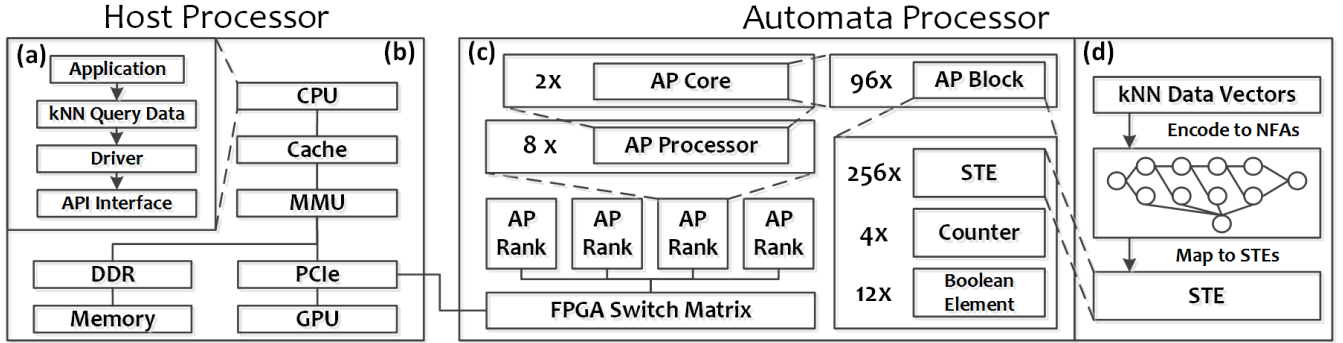 Host Processor
Automata Processor
(a)
Application
kNN Query Data
Driver
API Interface
(b)
CPU
Cache
MMU
DDR
PCIe
Memory
GPU
(c)
2x
AP Core
8 x
AP Processor
AP
Rank
AP
Rank
AP
Rank
AP
Rank
FPGA Switch Matrix
96x
AP Block
256x
STE
4x
Counter
12x
Boolean
Element
(d)
kNN Data Vectors
Encode to NFAs
Map to STEs
STE